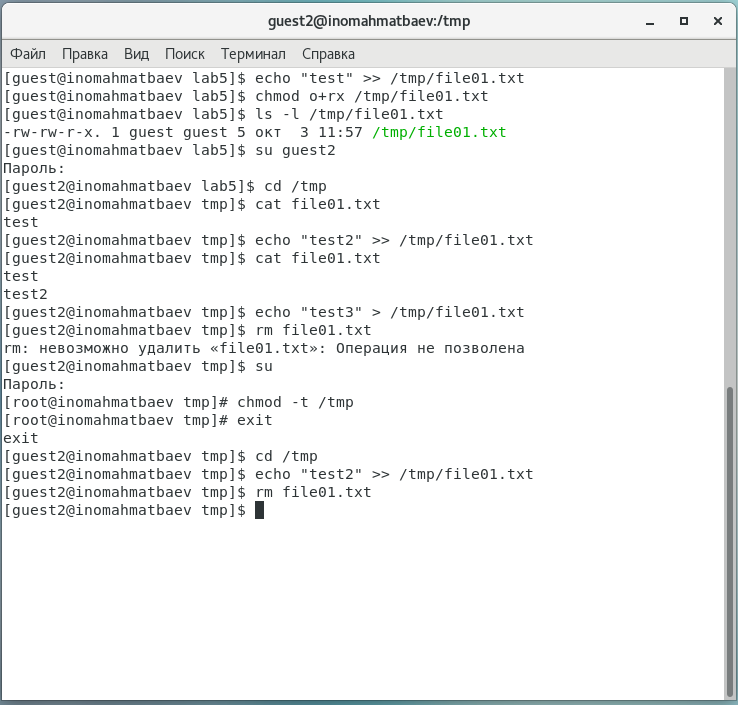 guest2@inomahmatbaev:/tmp
Файл Правка Вид Поиск Терминал Справка
[guest@inomahmatbaev lab5]$ echo "test" >> /tmp/file01.txt
[guest@inomahmatbaev lab5]$ chmod o+rx /tmp/file01.txt
[guest@inomahmatbaev lab5]$ ls -l /tmp/file01.txt
-rw-rw-r-x. 1 guest guest 5 окт  3 11:57 /tmp/file01.txt
[guest@inomahmatbaev lab5]$ su guest2
Пароль:
[guest2@inomahmatbaev lab5]$ cd /tmp
[guest2@inomahmatbaev tmp]$ cat file01.txt
test
[guest2@inomahmatbaev tmp]$ echo "test2" >> /tmp/file01.txt
[guest2@inomahmatbaev tmp]$ cat file01.txt
test
test2
[guest2@inomahmatbaev tmp]$ echo "test3" > /tmp/file01.txt
[guest2@inomahmatbaev tmp]$ rm file01.txt
rm: невозможно удалить «file01.txt»: Операция не позволена
[guest2@inomahmatbaev tmp]$ su
Пароль:
[root@inomahmatbaev tmp]# chmod -t /tmp
[root@inomahmatbaev tmp]# exit
exit
[guest2@inomahmatbaev tmp]$ cd /tmp
[guest2@inomahmatbaev tmp]$ echo "test2" >> /tmp/file01.txt
[guest2@inomahmatbaev tmp]$ rm file01.txt
[guest2@inomahmatbaev tmp]$